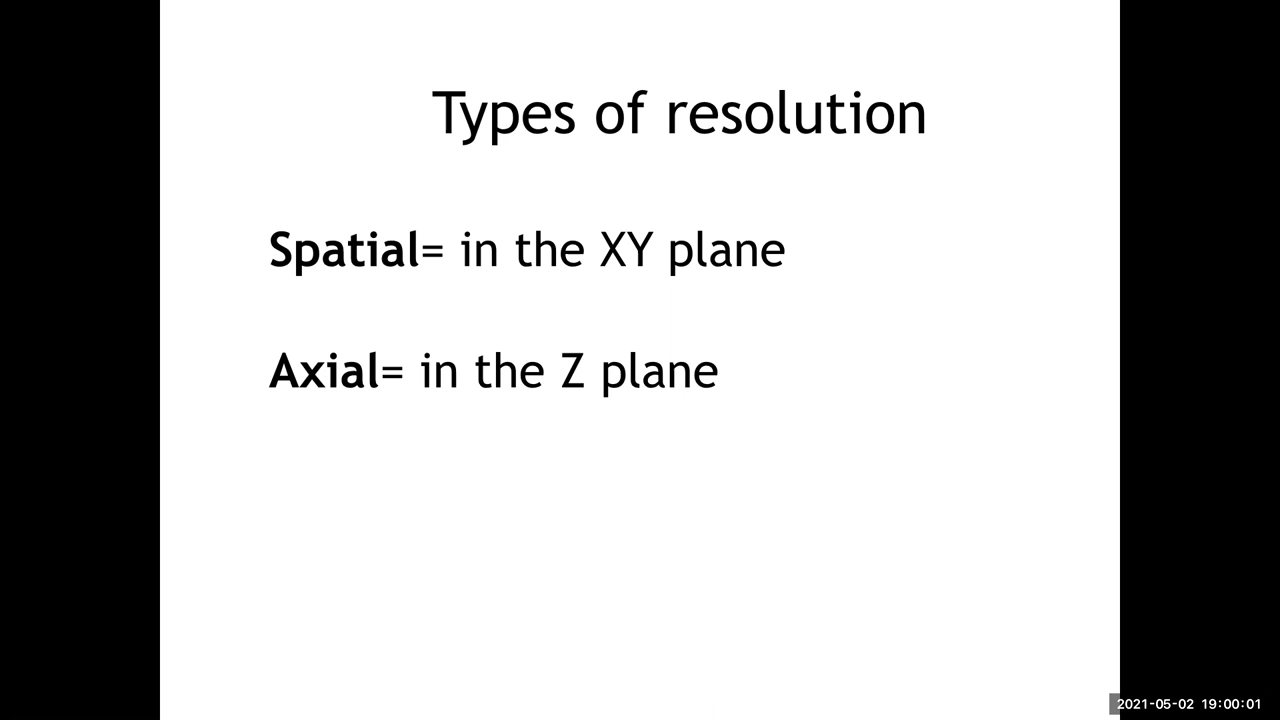 Types of resolution
Spatial= in the XY plane
Axial= in the Z plane
2021-05-02 19:00:01